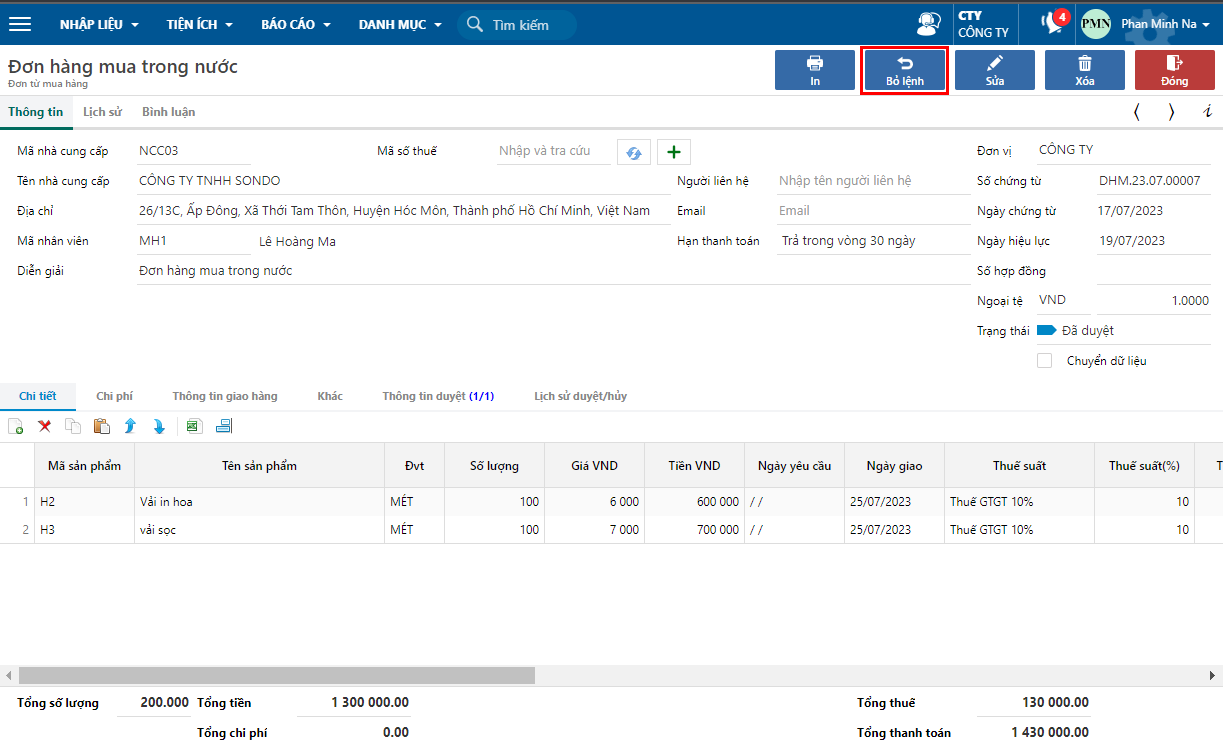 NHẬP LIỆU TIỆN ÍCH BÁO CÁO DANH MỤC Tìm kiếm CTY CÔNG TY 4 PMN Phan Minh Na
Đơn hàng mua trong nước
Đơn từ mua hàng
In Bỏ lệnh Sửa Xóa Đóng
Thông tin Lịch sử Bình luận
Mã nhà cung cấp NCC03 Mã số thuế Nhập và tra cứu Đơn vị CÔNG TY
Tên nhà cung cấp CÔNG TY TNHH SONDO Người liên hệ Nhập tên người liên hệ Số chứng từ DHM.23.07.00007
Địa chỉ 26/13C, Ấp Đông, Xã Thới Tam Thôn, Huyện Hóc Môn, Thành phố Hồ Chí Minh, Việt Nam Email Email Ngày chứng từ 17/07/2023
Mã nhân viên MH1 Lê Hoàng Ma Hạn thanh toán Trả trong vòng 30 ngày Ngày hiệu lực 19/07/2023
Diễn giải Đơn hàng mua trong nước Số hợp đồng
Ngoại tệ VND 1.0000
Trạng thái Đã duyệt
Chuyển dữ liệu
Chi tiết Chi phí Thông tin giao hàng Khác Thông tin duyệt (1/1) Lịch sử duyệt/hủy
Mã sản phẩm Tên sản phẩm Đvt Số lượng Giá VND Tiền VND Ngày yêu cầu Ngày giao Thuế suất Thuế suất(%) T
1 H2 Vải in hoa MÉT 100 6 000 600 000 / / 25/07/2023 Thuế GTGT 10% 10
2 H3 vải sọc MÉT 100 7 000 700 000 / / 25/07/2023 Thuế GTGT 10% 10
Tổng số lượng 200.000 Tổng tiền 1 300 000.00 Tổng thuế 130 000.00
Tổng chi phí 0.00 Tổng thanh toán 1 430 000.00